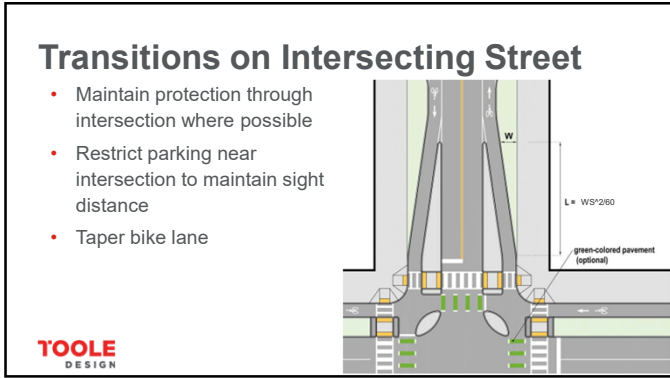 Transitions on Intersecting Street
• Maintain protection through
intersection where possible
• Restrict parking near
intersection to maintain sight
distance
• Taper bike lane
W
L = WS^2/60
green-colored pavement
(optional)
TOOLE
DESIGN